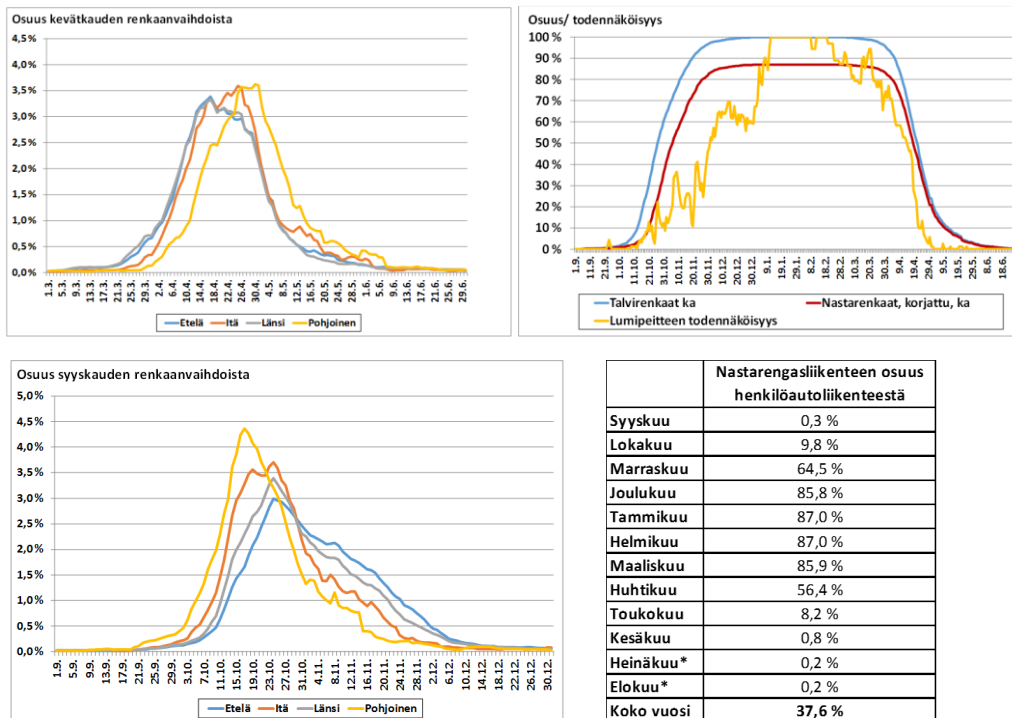 Osuus kevätkauden renkaanvaihdoista
4,5%
4,0%
3,5%
3,0%
2,5%
2,0%
1,5%
1,0%
0,5%
0,0%
1.3. 5.3. 9.3. 13.3. 17.3. 21.3. 25.3. 29.3. 2.4. 6.4. 10.4. 14.4. 18.4. 22.4. 26.4. 30.4. 4.5. 8.5. 12.5. 16.5. 20.5. 24.5. 28.5. 1.6. 5.6. 9.6. 13.6. 17.6. 21.6. 25.6. 29.6.
Etelä Itä Länsi Pohjoinen
Osuus/ todennäköisyys
100 %
90 %
80 %
70 %
60 %
50 %
40 %
30 %
20 %
10 %
0 %
1.9. 11.9. 21.9. 1.10. 11.10. 21.10. 31.10. 10.11. 20.11. 30.11. 10.12. 20.12. 30.12. 9.1. 19.1. 29.1. 8.2. 18.2. 28.2. 10.3. 20.3. 30.3. 9.4. 19.4. 29.4. 9.5. 19.5. 29.5. 8.6. 18.6.
Talvirenkaat ka Nastarenkaat, korjattu, ka
Lumipeitteen todennäköisyys
Osuus syyskauden renkaanvaihdoista
5,0%
4,5%
4,0%
3,5%
3,0%
2,5%
2,0%
1,5%
1,0%
0,5%
0,0%
1.9. 5.9. 9.9. 13.9. 17.9. 21.9. 25.9. 29.9. 3.10. 7.10. 11.10. 15.10. 19.10. 23.10. 27.10. 31.10. 4.11. 8.11. 12.11. 16.11. 20.11. 24.11. 28.11. 2.12. 6.12. 10.12. 14.12. 18.12. 22.12. 26.12. 30.12.
Etelä Itä Länsi Pohjoinen
Nastarengasliikenteen osuus
henkilöautoliikenteestä
Syyskuu 0,3 %
Lokakuu 9,8 %
Marraskuu 64,5 %
Joulukuu 85,8 %
Tammikuu 87,0 %
Helmikuu 87,0 %
Maaliskuu 85,9 %
Huhtikuu 56,4 %
Toukokuu 8,2 %
Kesäkuu 0,8 %
Heinäkuu* 0,2 %
Elokuu* 0,2 %
Koko vuosi 37,6 %